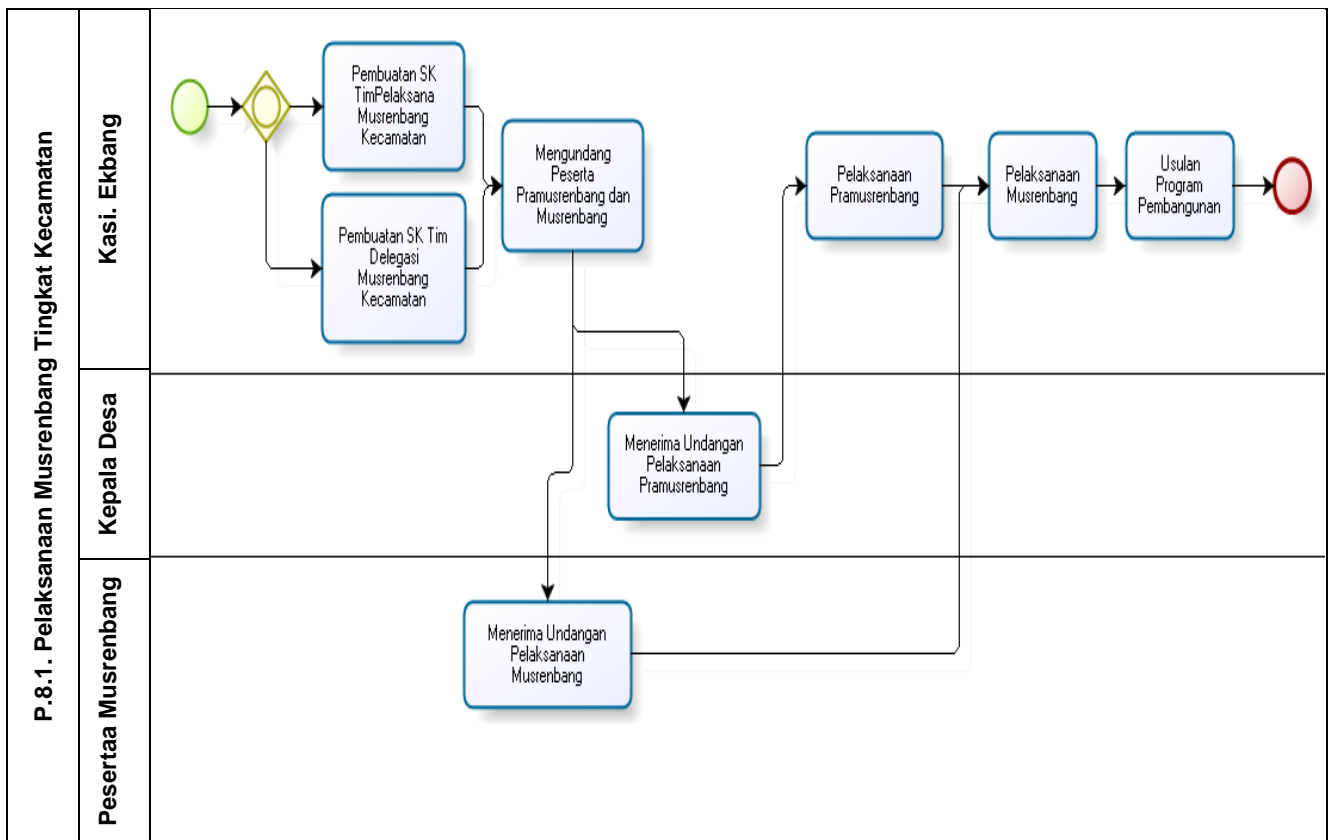 P.8.1. Pelaksanaan Musrenbang Tingkat Kecamatan
Kasi. Ekbang
Pembuatan SK
TimPelaksana
Musrenbang
Kecamatan
Pembuatan SK Tim
Delegasi
Musrenbang
Kecamatan
Mengundang
Peserta
Pramusrenbang dan
Musrenbang
Pelaksanaan
Pramusrenbang
Pelaksanaan
Musrenbang
Usulan
Program
Pembangunan
Kepala Desa
Menerima Undangan
Pelaksanaan
Pramusrenbang
Pesertaa Musrenbang
Menerima Undangan
Pelaksanaan
Musrenbang